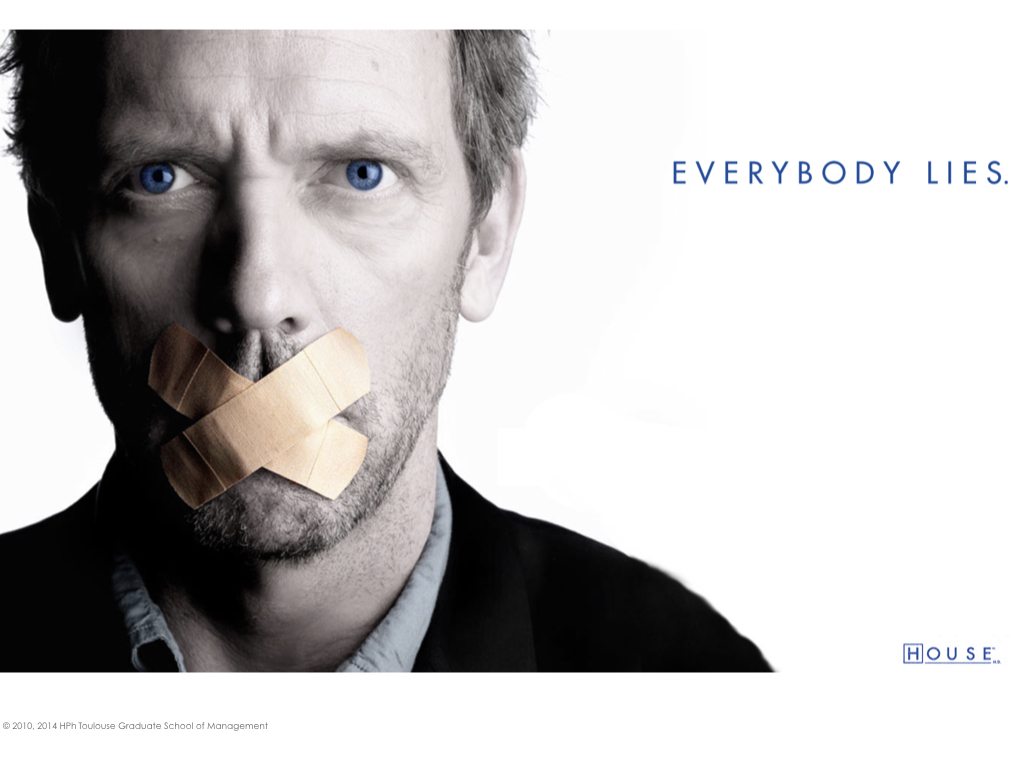 EVERYBODY LIES.
HOUSE
© 2010, 2014 HPh Toulouse Graduate School of Management